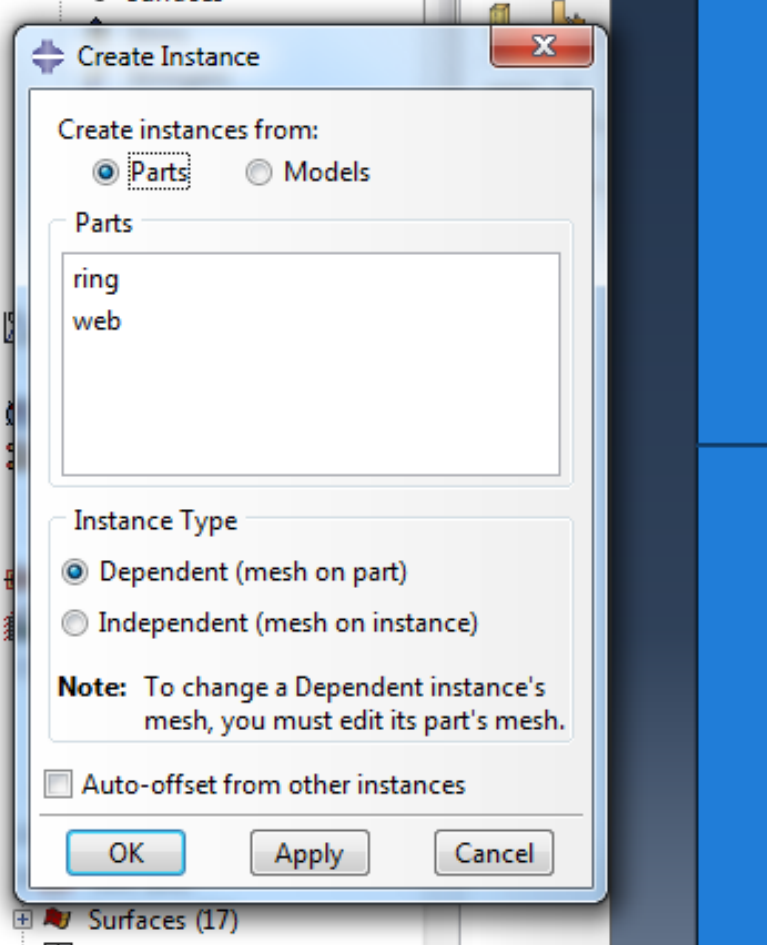 Create Instance
Create instances from:
Parts Models
Parts
ring
web
Instance Type
Dependent (mesh on part)
Independent (mesh on instance)
Note: To change a Dependent instance's
mesh, you must edit its part's mesh.
Auto-offset from other instances
OK Apply Cancel
Surfaces (17)